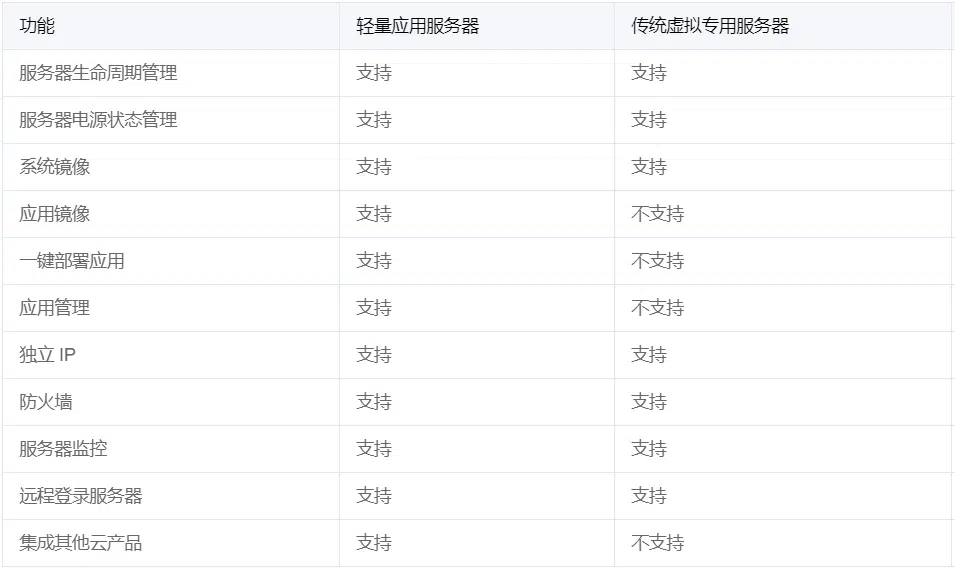 功能 轻量应用服务器 传统虚拟专用服务器
服务器生命周期管理 支持 支持
服务器电源状态管理 支持 支持
系统镜像 支持 支持
应用镜像 支持 不支持
一键部署应用 支持 不支持
应用管理 支持 不支持
独立 IP 支持 支持
防火墙 支持 支持
服务器监控 支持 支持
远程登录服务器 支持 支持
集成其他云产品 支持 不支持